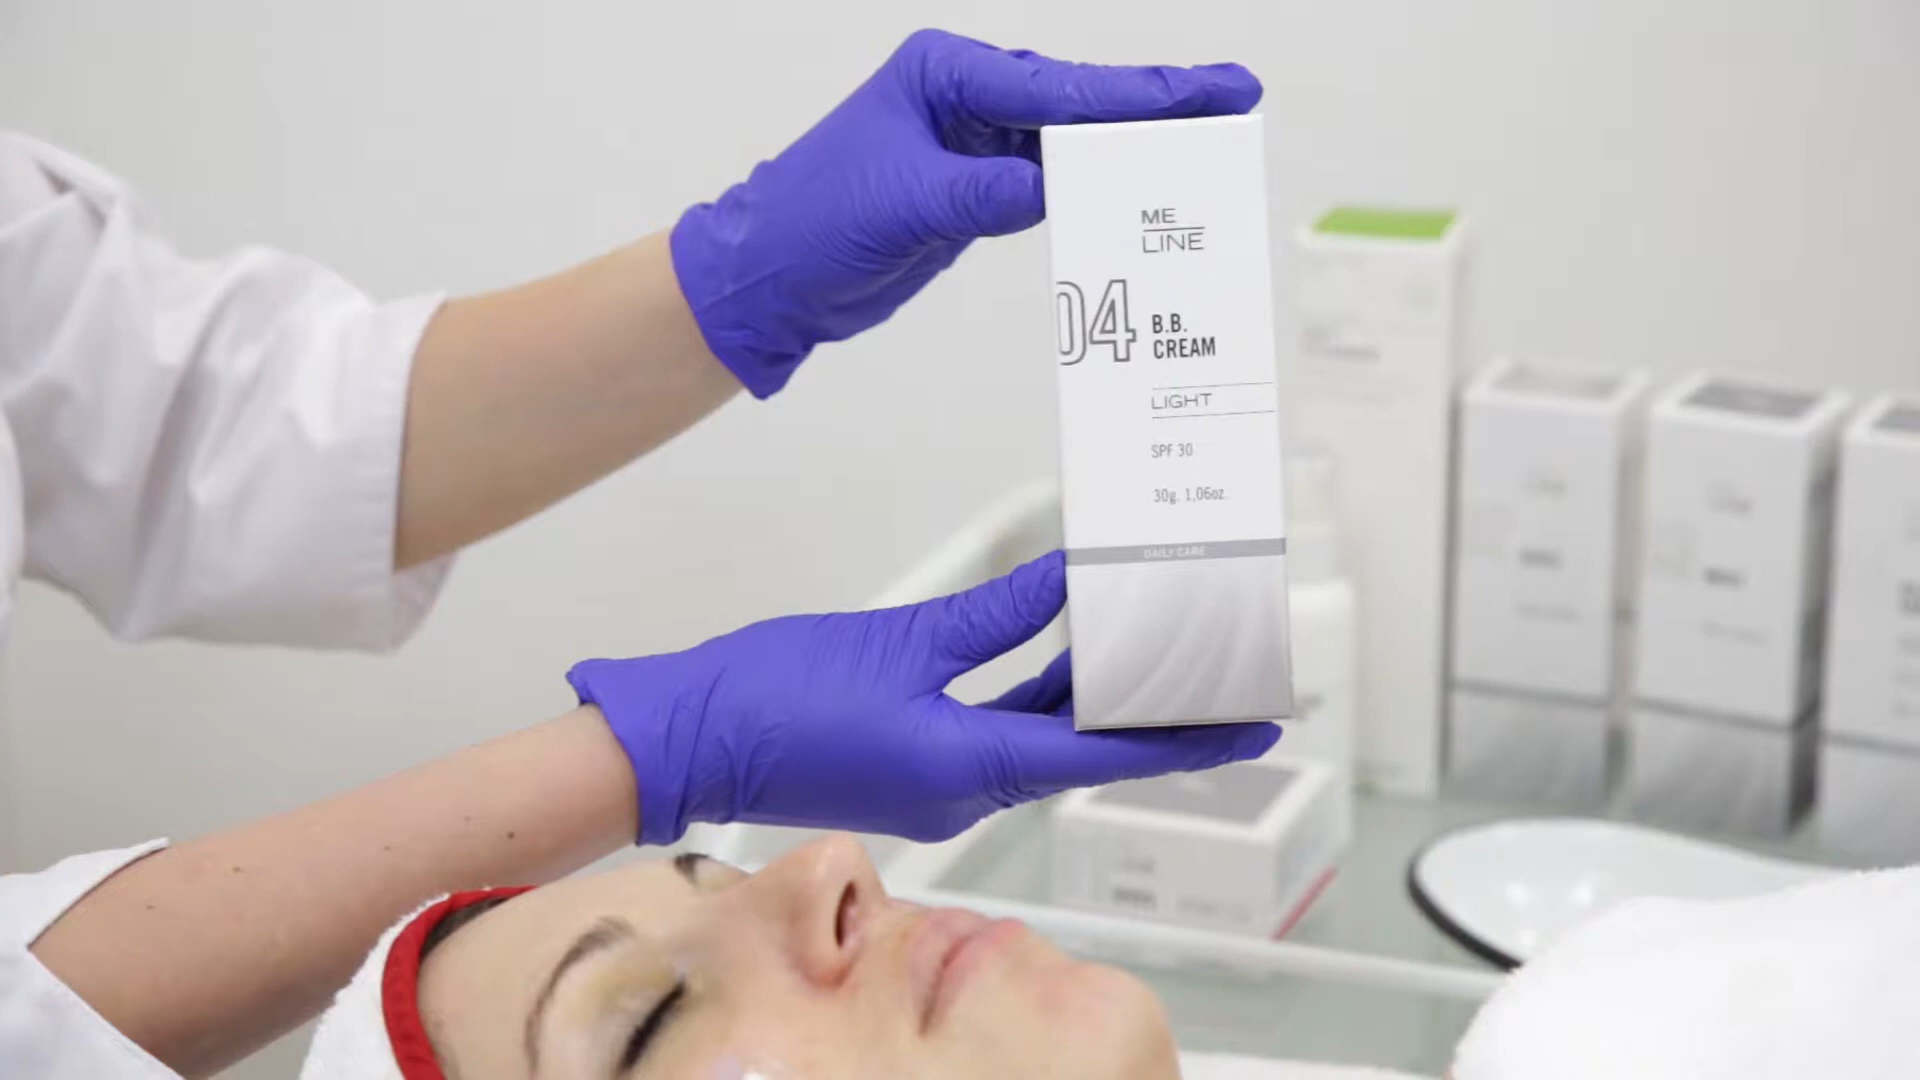 ME
LINE
04
B.B.
CREAM
LIGHT
SPF 30
30g. 1,06oz.
DAILY CARE